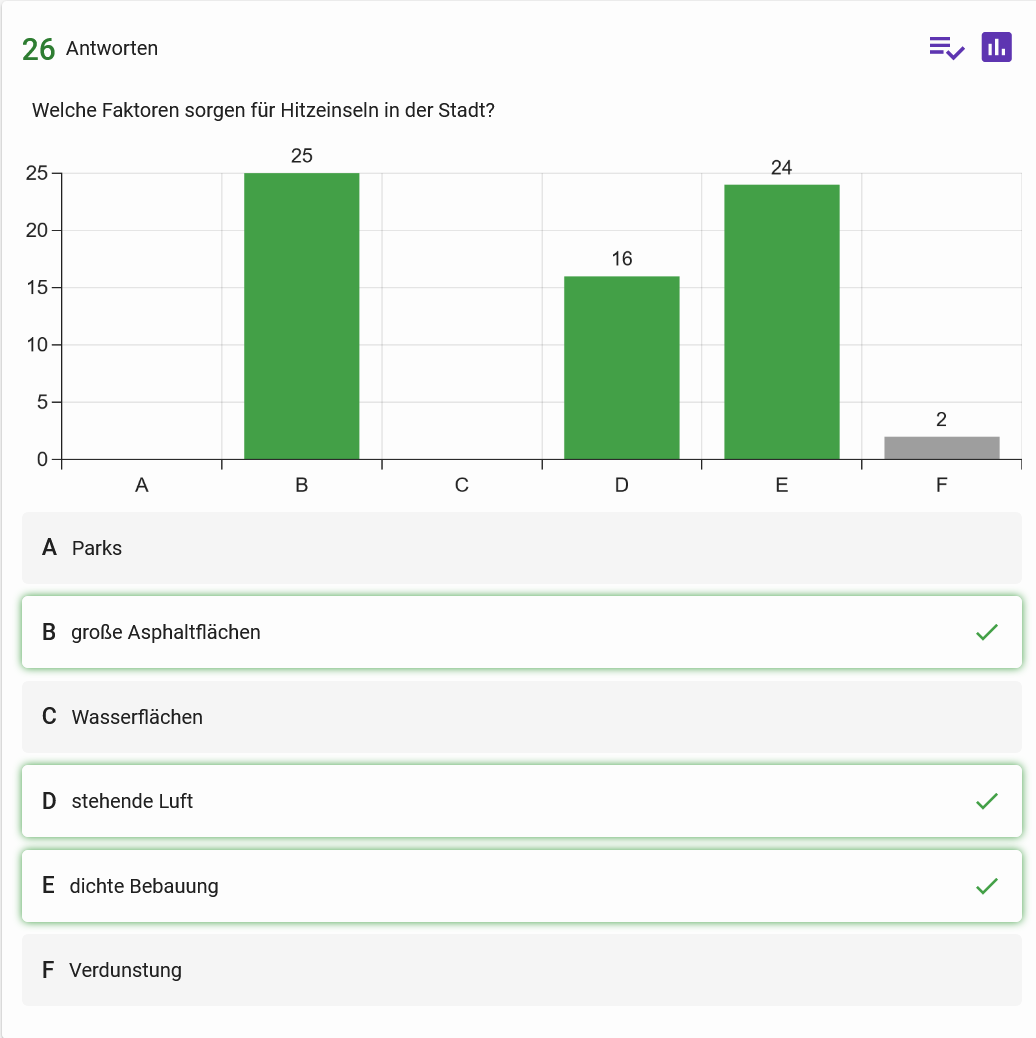 26 Antworten
Welche Faktoren sorgen für Hitzeinseln in der Stadt?
25
24
16
2
25
20
15
10
5
0
A B C D E F
A Parks
B große Asphaltflächen
C Wasserflächen
D stehende Luft
E dichte Bebauung
F Verdunstung